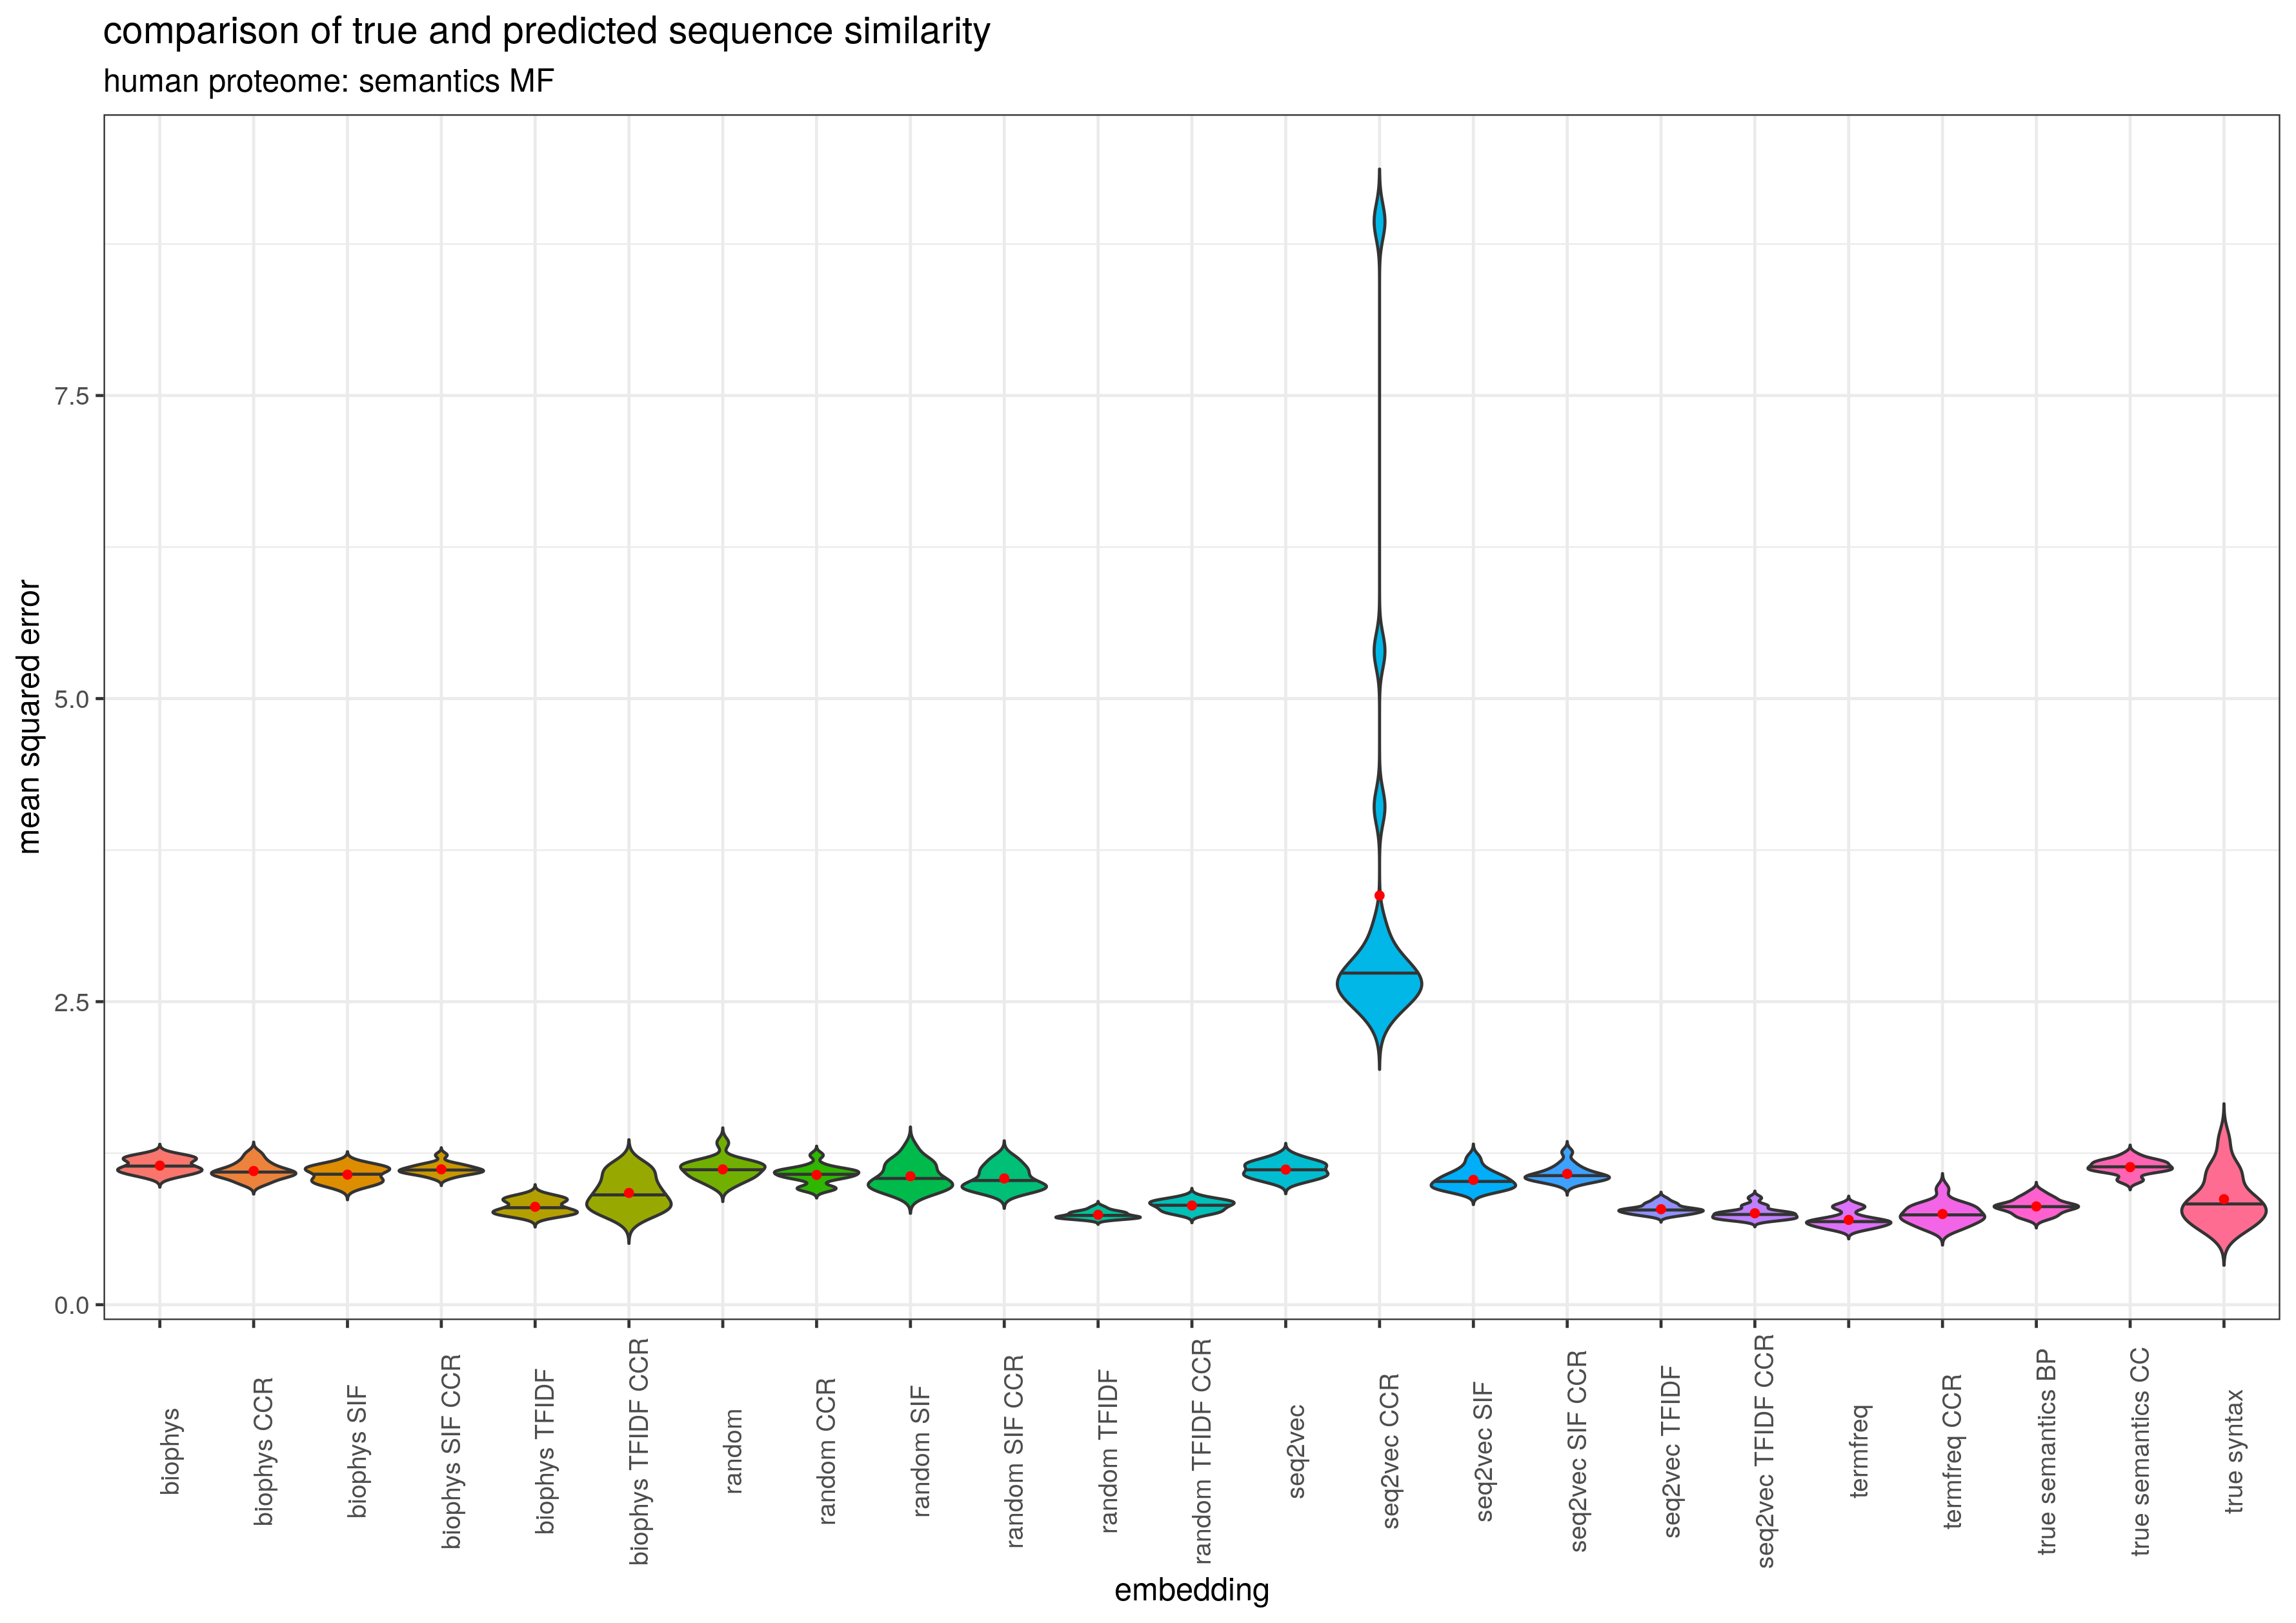 comparison of true and predicted sequence similarity
human proteome: semantics MF
mean squared error
7.5
5.0
2.5
0.0
biophys
biophys CCR
biophys SIF
biophys SIF CCR
biophys TFIDF
biophys TFIDF CCR
random
random CCR
random SIF
random SIF CCR
random TFIDF
random TFIDF CCR
seq2vec
seq2vec CCR
seq2vec SIF
seq2vec SIF CCR
seq2vec TFIDF
seq2vec TFIDF CCR
termfreq
termfreq CCR
true semantics BP
true semantics CC
true syntax
embedding